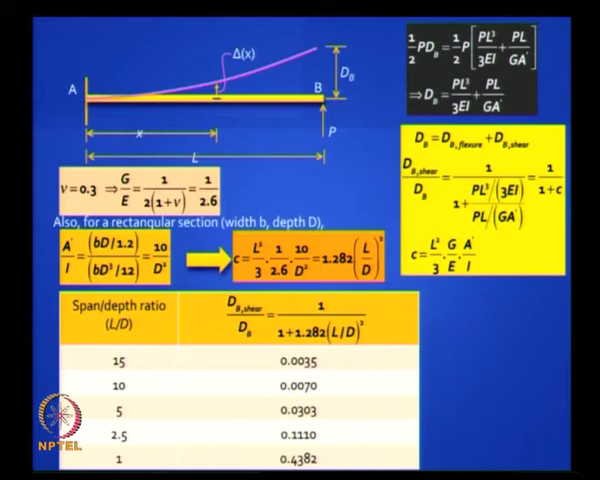 Δ(x)
A
B
D_B
x
P
L
½PD_B = ½P[PL³/3EI + PL/GA']
⇒ D_B = PL³/3EI + PL/GA'
D_B = D_B,flexure + D_B,shear
D_B,shear/D_B = 1/(1+ (PL³/(3EI))/(PL/(GA'))) = 1/(1+c)
c = L²/3 . G/E . A'/I
ν = 0.3 ⇒ G/E = 1/2(1+ν) = 1/2.6
Also, for a rectangular section (width b, depth D),
A'/I = (bD/1.2)/(bD³/12) = 10/D²
c = L²/3 . 1/2.6 . 10/D² = 1.282(L/D)²
Span/depth ratio
(L/D)
D_B,shear/D_B = 1/(1+1.282(L/D)²)
15 0.0035
10 0.0070
5 0.0303
2.5 0.1110
1 0.4382
NPTEL